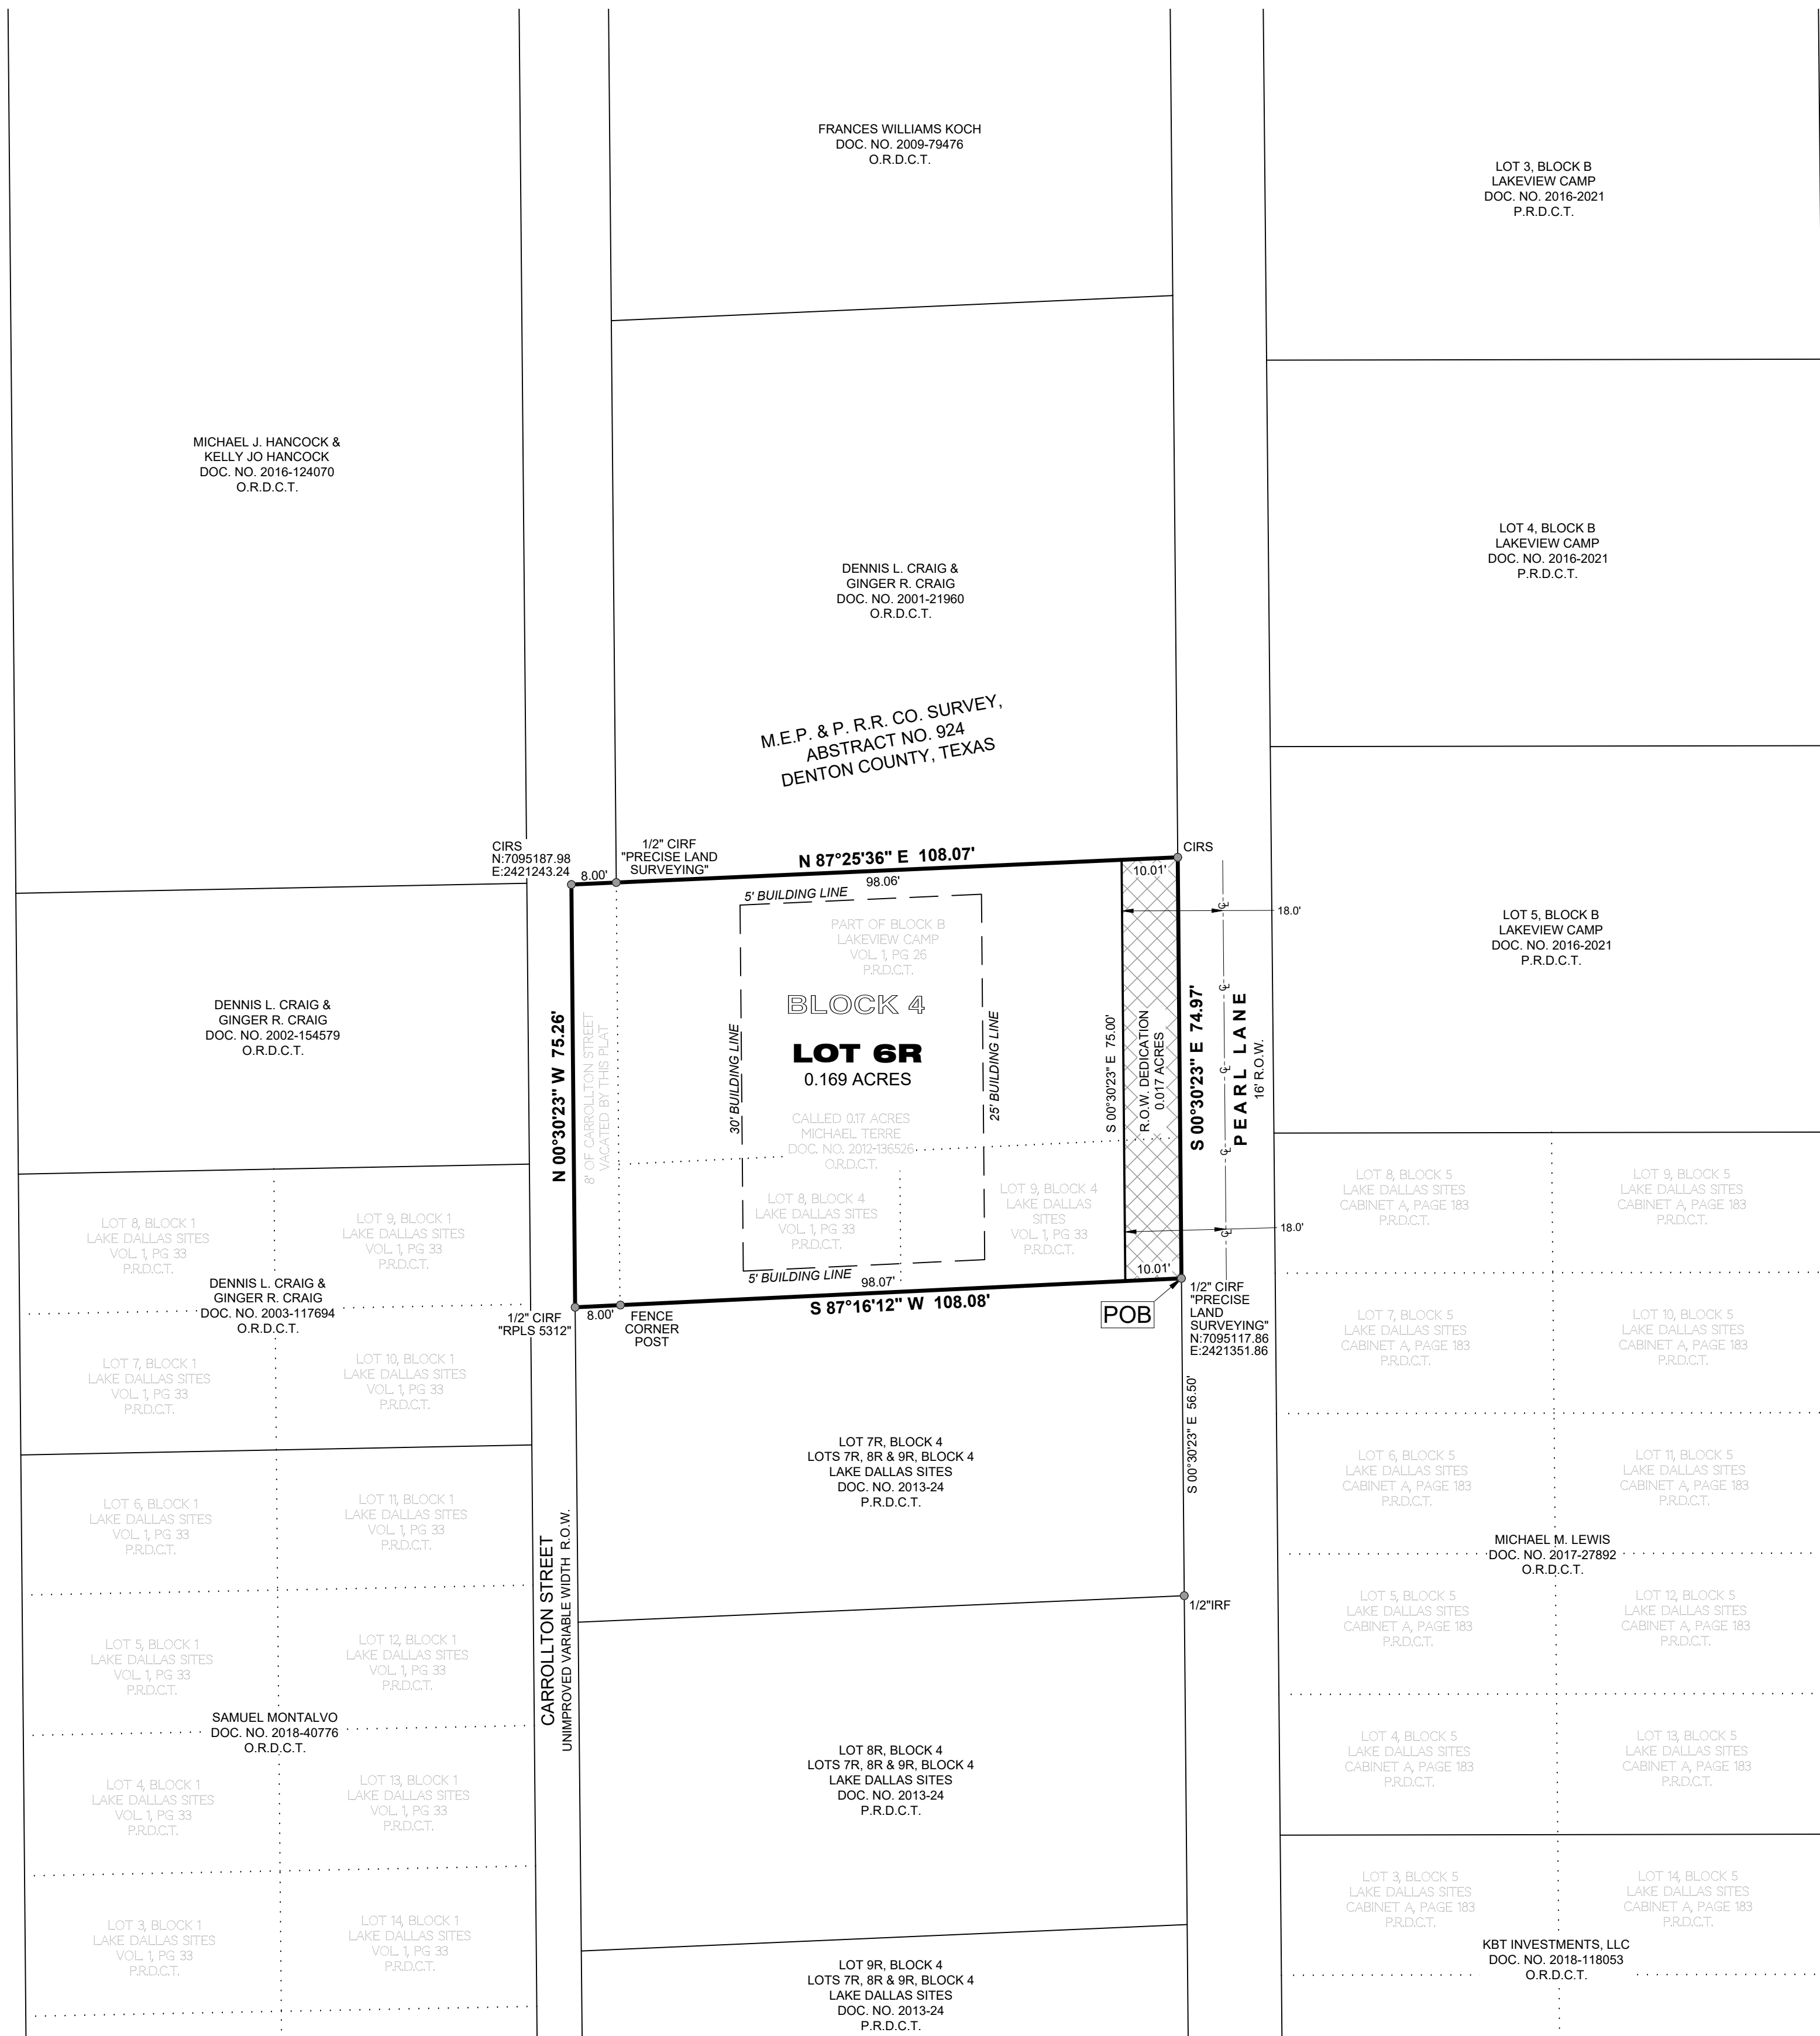 FRANCES WILLIAMS KOCH
DOC. NO. 2009-79476
O.R.D.C.T.
LOT 3, BLOCK B
LAKEVIEW CAMP
DOC. NO. 2016-2021
P.R.D.C.T.
MICHAEL J. HANCOCK &
KELLY JO HANCOCK
DOC. NO. 2016-124070
O.R.D.C.T.
LOT 4, BLOCK B
LAKEVIEW CAMP
DOC. NO. 2016-2021
P.R.D.C.T.
DENNIS L. CRAIG &
GINGER R. CRAIG
DOC. NO. 2001-21960
O.R.D.C.T.
M.E.P. & P. R.R. CO. SURVEY,
ABSTRACT NO. 924
DENTON COUNTY, TEXAS
CIRS
N:7095187.98
E:2421243.24
8.00'
1/2" CIRF
"PRECISE LAND
SURVEYING"
N 87°25'36" E 108.07'
98.06'
CIRS
10.01'
18.0'
5' BUILDING LINE
PART OF BLOCK B
LAKEVIEW CAMP
VOL. 1, PG 26
P.R.D.C.T.
BLOCK 4
LOT 6R
0.169 ACRES
CALLED 0.17 ACRES
MICHAEL TERRE
DOC. NO. 2012-136526
O.R.D.C.T.
LOT 8, BLOCK 4
LAKE DALLAS SITES
VOL. 1, PG 33
P.R.D.C.T.
LOT 9, BLOCK 4
LAKE DALLAS
SITES
VOL. 1, PG 33
P.R.D.C.T.
N 00°30'23" W 75.26'
8' OF CARROLLTON STREET
VACATED BY THIS PLAT
30' BUILDING LINE
25' BUILDING LINE
S 00°30'23" E 75.00'
R.O.W. DEDICATION
0.017 ACRES
S 00°30'23" E 74.97'
PEARL LANE
16' R.O.W.
18.0'
5' BUILDING LINE
98.07'
10.01'
S 87°16'12" W 108.08'
8.00'
1/2" CIRF
"RPLS 5312"
FENCE
CORNER
POST
POB
1/2" CIRF
"PRECISE
LAND
SURVEYING"
N:7095117.86
E:2421351.86
S 00°30'23" E 56.50'
1/2"IRF
LOT 5, BLOCK B
LAKEVIEW CAMP
DOC. NO. 2016-2021
P.R.D.C.T.
DENNIS L. CRAIG &
GINGER R. CRAIG
DOC. NO. 2002-154579
O.R.D.C.T.
LOT 8, BLOCK 1
LAKE DALLAS SITES
VOL. 1, PG 33
P.R.D.C.T.
LOT 9, BLOCK 1
LAKE DALLAS SITES
VOL. 1, PG 33
P.R.D.C.T.
DENNIS L. CRAIG &
GINGER R. CRAIG
DOC. NO. 2003-117694
O.R.D.C.T.
LOT 7, BLOCK 1
LAKE DALLAS SITES
VOL. 1, PG 33
P.R.D.C.T.
LOT 10, BLOCK 1
LAKE DALLAS SITES
VOL. 1, PG 33
P.R.D.C.T.
LOT 6, BLOCK 1
LAKE DALLAS SITES
VOL. 1, PG 33
P.R.D.C.T.
LOT 11, BLOCK 1
LAKE DALLAS SITES
VOL. 1, PG 33
P.R.D.C.T.
LOT 5, BLOCK 1
LAKE DALLAS SITES
VOL. 1, PG 33
P.R.D.C.T.
LOT 12, BLOCK 1
LAKE DALLAS SITES
VOL. 1, PG 33
P.R.D.C.T.
SAMUEL MONTALVO
DOC. NO. 2018-40776
O.R.D.C.T.
LOT 4, BLOCK 1
LAKE DALLAS SITES
VOL. 1, PG 33
P.R.D.C.T.
LOT 13, BLOCK 1
LAKE DALLAS SITES
VOL. 1, PG 33
P.R.D.C.T.
LOT 3, BLOCK 1
LAKE DALLAS SITES
VOL. 1, PG 33
P.R.D.C.T.
LOT 14, BLOCK 1
LAKE DALLAS SITES
VOL. 1, PG 33
P.R.D.C.T.
CARROLLTON STREET
UNIMPROVED VARIABLE WIDTH R.O.W.
LOT 7R, BLOCK 4
LOTS 7R, 8R & 9R, BLOCK 4
LAKE DALLAS SITES
DOC. NO. 2013-24
P.R.D.C.T.
LOT 8R, BLOCK 4
LOTS 7R, 8R & 9R, BLOCK 4
LAKE DALLAS SITES
DOC. NO. 2013-24
P.R.D.C.T.
LOT 9R, BLOCK 4
LOTS 7R, 8R & 9R, BLOCK 4
LAKE DALLAS SITES
DOC. NO. 2013-24
P.R.D.C.T.
LOT 8, BLOCK 5
LAKE DALLAS SITES
CABINET A, PAGE 183
P.R.D.C.T.
LOT 9, BLOCK 5
LAKE DALLAS SITES
CABINET A, PAGE 183
P.R.D.C.T.
LOT 7, BLOCK 5
LAKE DALLAS SITES
CABINET A, PAGE 183
P.R.D.C.T.
LOT 10, BLOCK 5
LAKE DALLAS SITES
CABINET A, PAGE 183
P.R.D.C.T.
LOT 6, BLOCK 5
LAKE DALLAS SITES
CABINET A, PAGE 183
P.R.D.C.T.
LOT 11, BLOCK 5
LAKE DALLAS SITES
CABINET A, PAGE 183
P.R.D.C.T.
MICHAEL M. LEWIS
DOC. NO. 2017-27892
O.R.D.C.T.
LOT 5, BLOCK 5
LAKE DALLAS SITES
CABINET A, PAGE 183
P.R.D.C.T.
LOT 12, BLOCK 5
LAKE DALLAS SITES
CABINET A, PAGE 183
P.R.D.C.T.
LOT 4, BLOCK 5
LAKE DALLAS SITES
CABINET A, PAGE 183
P.R.D.C.T.
LOT 13, BLOCK 5
LAKE DALLAS SITES
CABINET A, PAGE 183
P.R.D.C.T.
LOT 3, BLOCK 5
LAKE DALLAS SITES
CABINET A, PAGE 183
P.R.D.C.T.
LOT 14, BLOCK 5
LAKE DALLAS SITES
CABINET A, PAGE 183
P.R.D.C.T.
KBT INVESTMENTS, LLC
DOC. NO. 2018-118053
O.R.D.C.T.